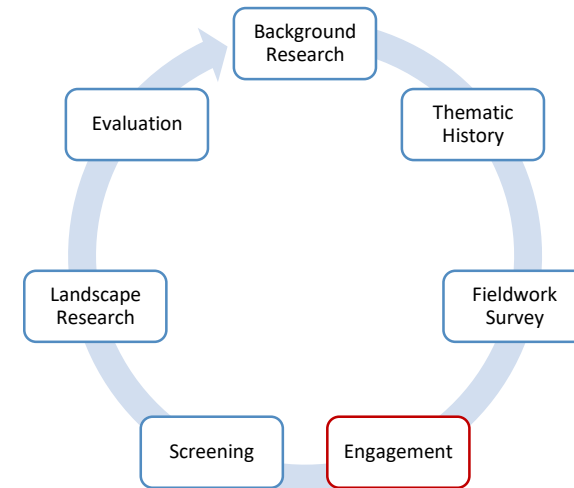 Background
Research
Thematic
History
Fieldwork
Survey
Engagement
Screening
Landscape
Research
Evaluation